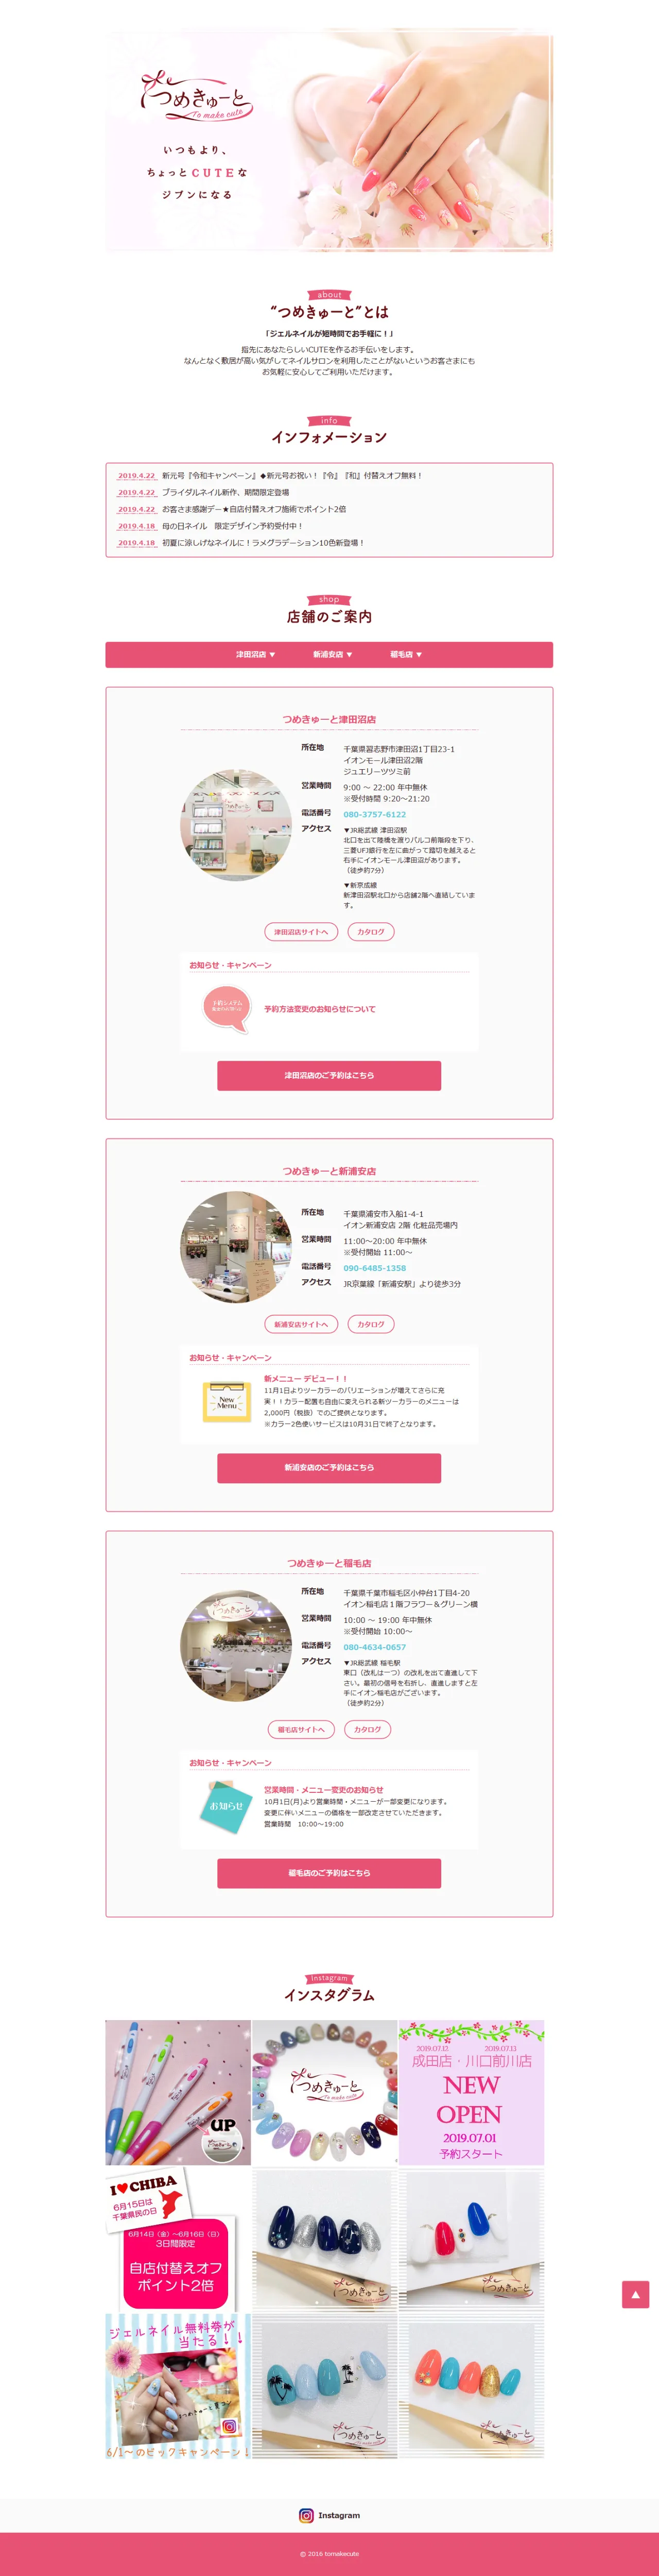 つめきゅーと
To make cute
いつもより、
ちょっとCUTEな
ジブンになる
about
“つめきゅーと”とは
「ジェルネイルが短時間でお手軽に！」
指先にあなたらしいCUTEを作るお手伝いをします。
なんとなく敷居が高い気がしてネイルサロンを利用したことがないというお客さまにも
お気軽に安心してご利用いただけます。
info
インフォメーション
2019.4.22 新元号『令和キャンペーン』◆新元号お祝い！『令』『和』付替えオフ無料！
2019.4.22 ブライダルネイル新作、期間限定登場
2019.4.22 お客さま感謝デー★自店付替えオフ施術でポイント2倍
2019.4.18 母の日ネイル　限定デザイン予約受付中！
2019.4.18 初夏に涼しげなネイルに！ラメグラデーション10色新登場！
shop
店舗のご案内
津田沼店 ▼ 新浦安店 ▼ 稲毛店 ▼
つめきゅーと津田沼店
所在地 千葉県習志野市津田沼1丁目23-1
イオンモール津田沼2階
ジュエリーツツミ前
営業時間 9:00 ～ 22:00 年中無休
※受付時間 9:20～21:20
電話番号 080-3757-6122
アクセス ▼JR総武線 津田沼駅
北口を出て陸橋を渡りパルコ前階段を下り、
三菱UFJ銀行を左に曲がって踏切を越えると
右手にイオンモール津田沼があります。
（徒歩約7分）
▼新京成線
新津田沼駅北口から店舗2階へ直結していま
す。
津田沼店サイトへ カタログ
お知らせ・キャンペーン
予約システム
予約方法変更のお知らせについて
津田沼店のご予約はこちら
つめきゅーと新浦安店
所在地 千葉県浦安市入船1-4-1
イオン新浦安店 2階 化粧品売場内
営業時間 11:00～20:00 年中無休
※受付開始 11:00～
電話番号 090-6485-1358
アクセス JR京葉線「新浦安駅」より徒歩3分
新浦安店サイトへ カタログ
お知らせ・キャンペーン
New
Menu
新メニュー デビュー！！
11月1日よりツーカラーのバリエーションが増えてさらに充
実！！カラー配置も自由に変えられる新ツーカラーのメニューは
2,000円（税抜）でのご提供となります。
※カラー2色使いサービスは10月31日で終了となります。
新浦安店のご予約はこちら
つめきゅーと稲毛店
つめきゅーと
所在地 千葉県千葉市稲毛区小仲台1丁目4-20
イオン稲毛店１階フラワー＆グリーン横
営業時間 10:00 ～ 19:00 年中無休
※受付開始 10:00～
電話番号 080-4634-0657
アクセス ▼JR総武線 稲毛駅
東口（改札は一つ）の改札を出て直進して下
さい。最初の信号を右折し、直進しますと左
手にイオン稲毛店がございます。
（徒歩約2分）
稲毛店サイトへ カタログ
お知らせ・キャンペーン
お知らせ
営業時間・メニュー変更のお知らせ
10月1日(月)より営業時間・メニューが一部変更になります。
変更に伴いメニューの価格を一部改定させていただきます。
営業時間　10:00～19:00
稲毛店のご予約はこちら
Instagram
インスタグラム
UP
つめきゅーと
To make cute
2019.07.12 2019.07.13
成田店・川口前川店
NEW
OPEN
2019.07.01
予約スタート
I♥CHIBA
6月15日は
千葉県民の日
6月14日（金）～6月16日（日）
3日間限定
自店付替えオフ
ポイント2倍
つめきゅーと
つめきゅーと
ジェルネイル無料券が
当たる！！
6/1～のビックキャンペーン！
つめきゅーと
つめきゅーと
Instagram
© 2016 tomakecute